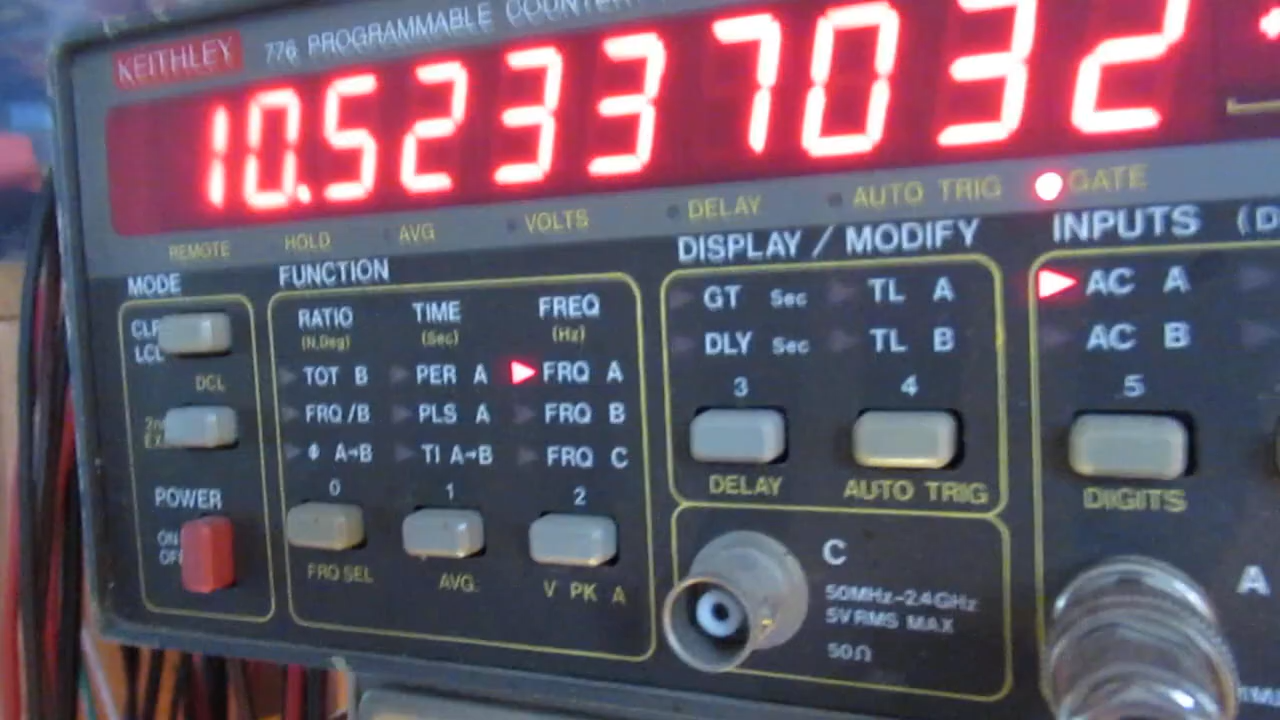 KEITHLEY 776 PROGRAMMABLE COUNTER
10.52337032
REMOTE HOLD AVG VOLTS DELAY AUTO TRIG GATE
MODE FUNCTION DISPLAY / MODIFY INPUTS (D
RATIO TIME FREQ
(N,Deg) (Sec) (Hz)
GT Sec TL A AC A
CLR
LCL
DLY Sec TL B AC B
TOT B PER A FRQ A
DCL
3 4 5
FRQ/B PLS A FRQ B
2n
EX
Φ A→B TI A→B FRQ C
0 1 2
DELAY AUTO TRIG DIGITS
POWER
ON
OFF
FRQ SEL AVG. V PK A
C
50MHz-2.4GHz
5V RMS MAX
50Ω
A